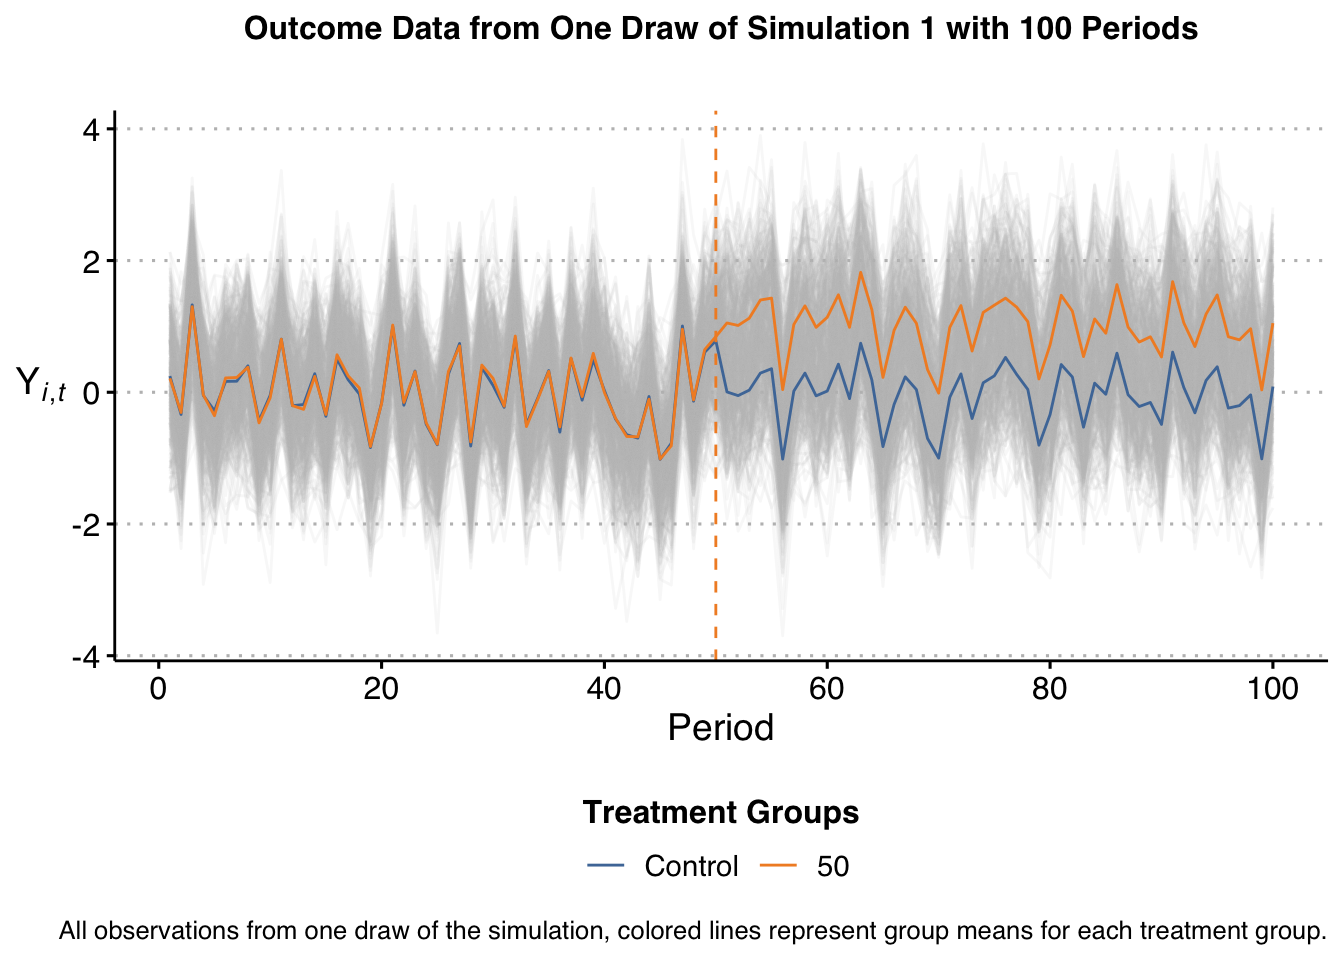 Outcome Data from One Draw of Simulation 1 with 100 Periods
4
2
Y i,t 0
-2
-4
0 20 40 60 80 100
Period
Treatment Groups
Control 50
All observations from one draw of the simulation, colored lines represent group means for each treatment group.